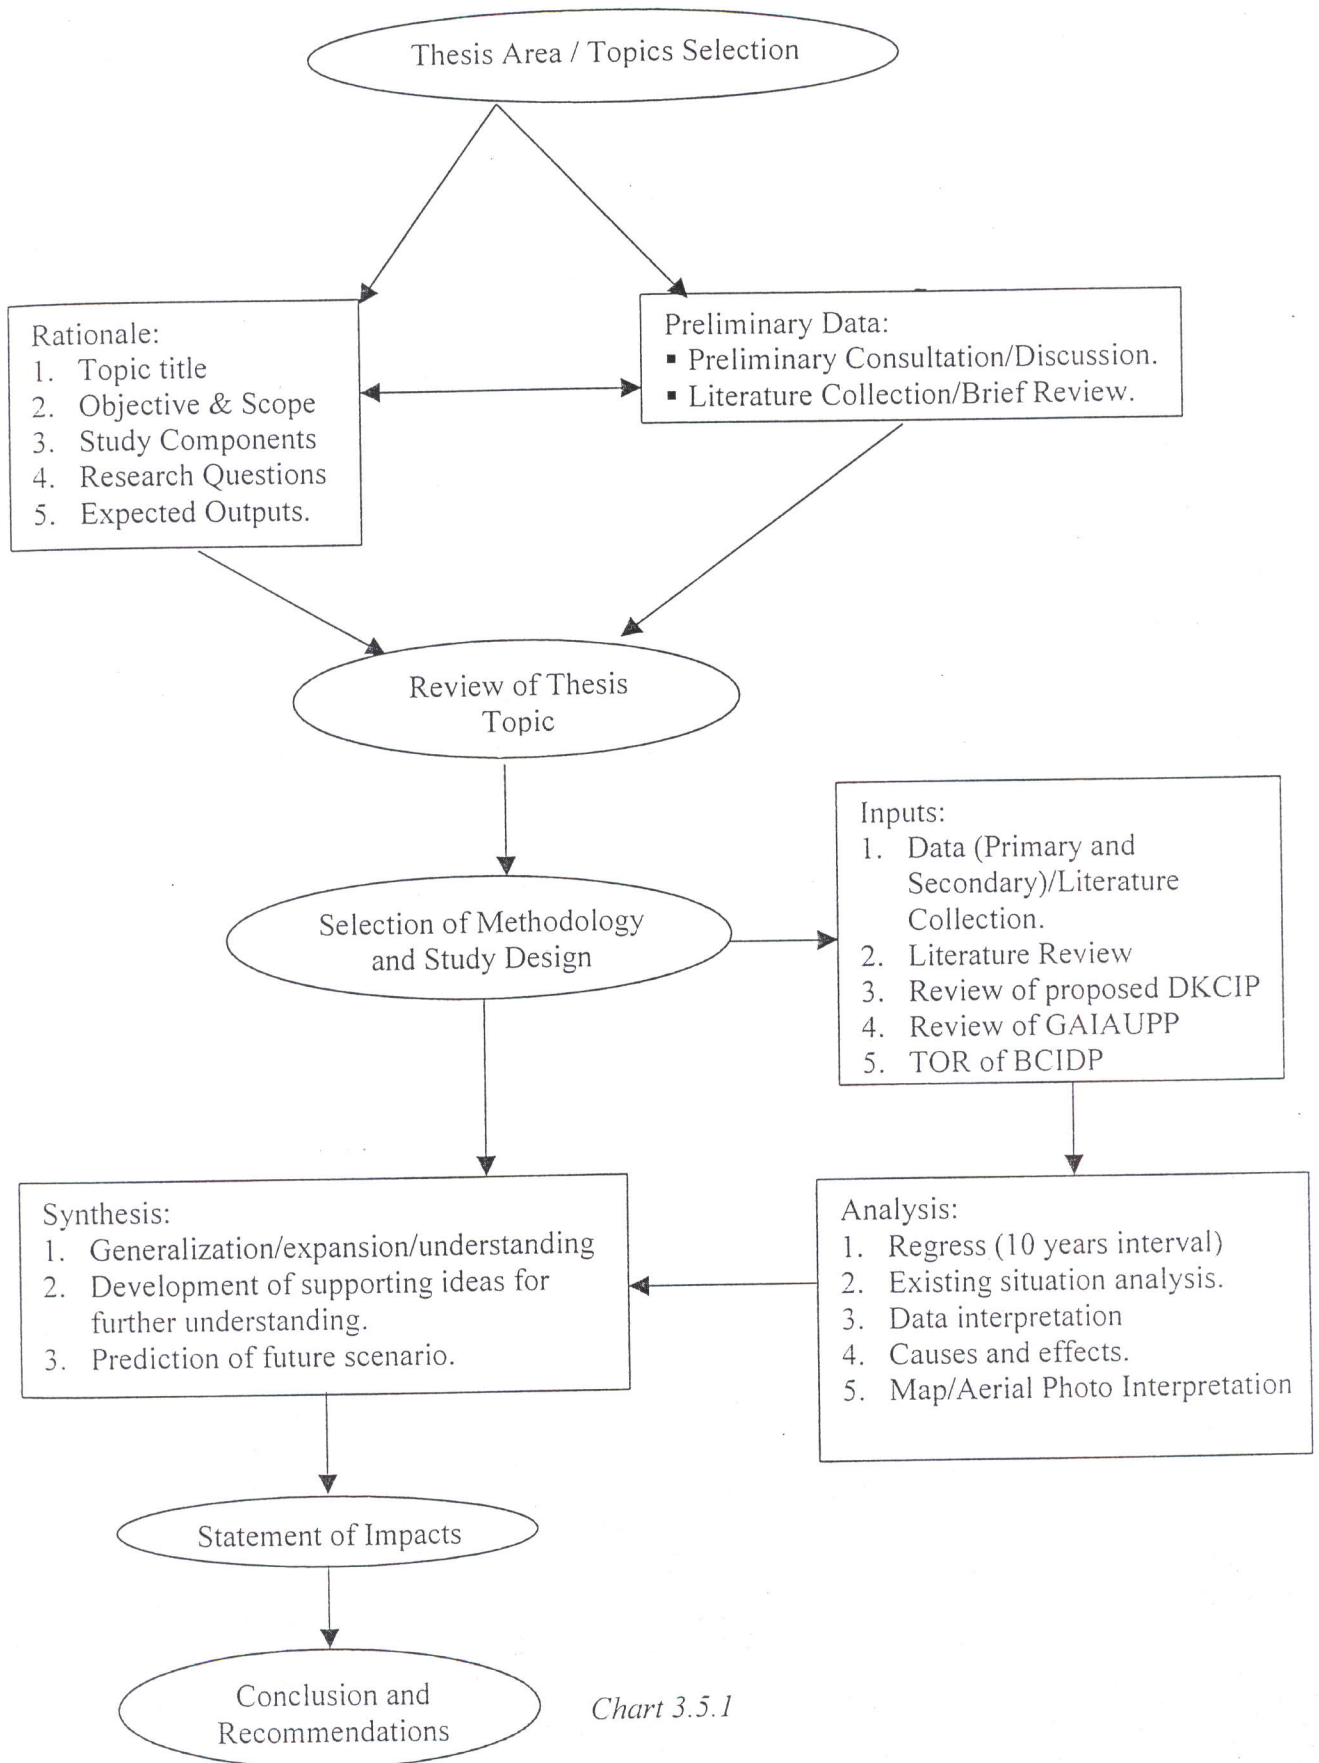 Thesis Area / Topics Selection
Rationale:
1. Topic title
2. Objective & Scope
3. Study Components
4. Research Questions
5. Expected Outputs.
Preliminary Data:
▪ Preliminary Consultation/Discussion.
▪ Literature Collection/Brief Review.
Review of Thesis
Topic
Selection of Methodology
and Study Design
Inputs:
1. Data (Primary and
Secondary)/Literature
Collection.
2. Literature Review
3. Review of proposed DKCIP
4. Review of GAIAUPP
5. TOR of BCIDP
Synthesis:
1. Generalization/expansion/understanding
2. Development of supporting ideas for
further understanding.
3. Prediction of future scenario.
Analysis:
1. Regress (10 years interval)
2. Existing situation analysis.
3. Data interpretation
4. Causes and effects.
5. Map/Aerial Photo Interpretation
Statement of Impacts
Conclusion and
Recommendations
Chart 3.5.1